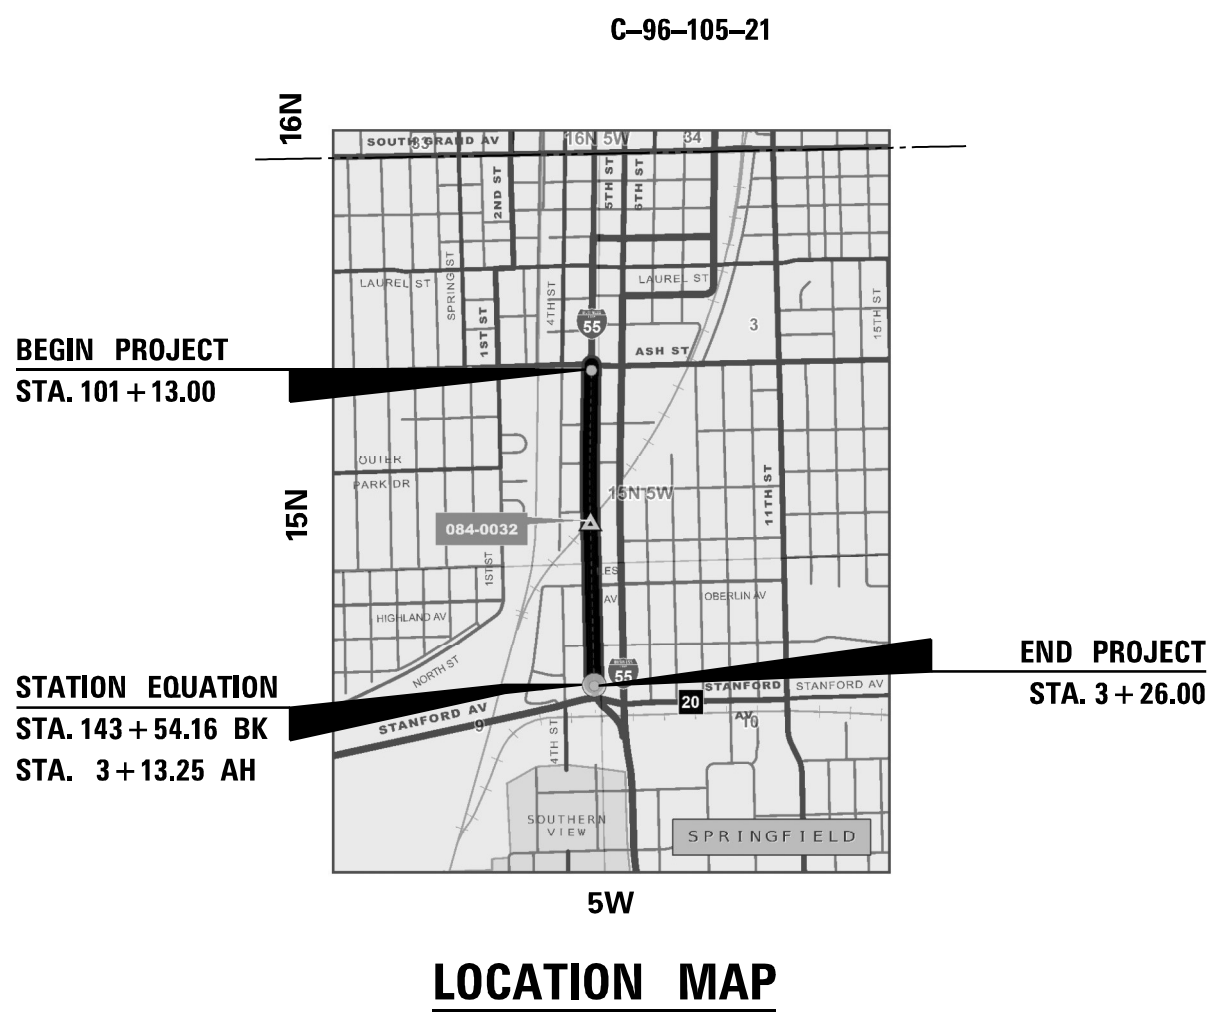 C–96–105–21
16N
SOUTH GRAND AV
33
16N 5W
34
2ND ST
5TH ST
6TH ST
SPRING ST
LAUREL ST
LAUREL ST
4TH ST
15TH ST
1ST ST
55
3
ASH ST
BEGIN PROJECT
STA. 101+13.00
OUTER
PARK DR
15N
15N 5W
11TH ST
084-0032
1ST ST
ES
AV
OBERLIN AV
HIGHLAND AV
NORTH ST
55
END PROJECT
STA. 3+26.00
STATION EQUATION
STA. 143+54.16 BK
STA. 3+13.25 AH
STANFORD AV
9
20
STANFORD
AV
STANFORD AV
10
4TH ST
SOUTHERN
VIEW
SPRINGFIELD
5W
LOCATION MAP